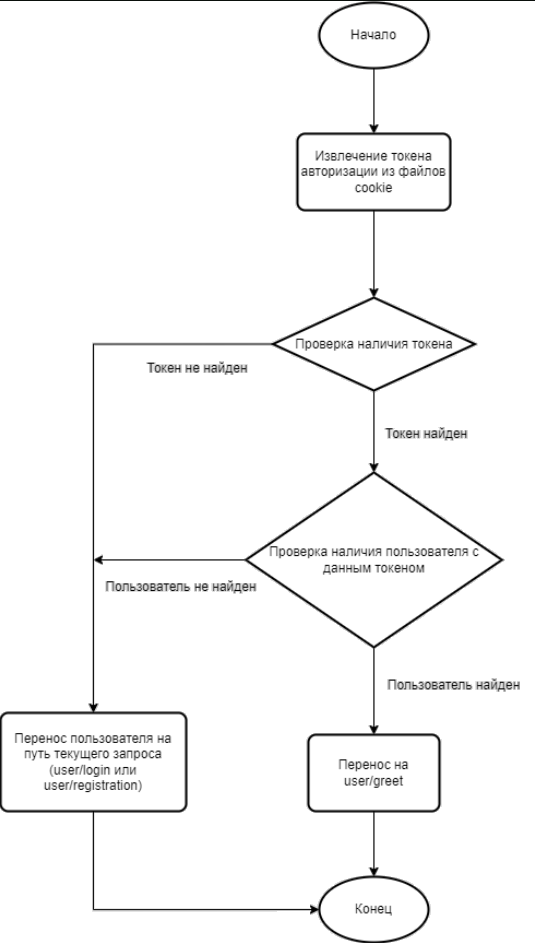 Начало
Извлечение токена
авторизации из файлов
cookie
Проверка наличия токена
Токен не найден
Токен найден
Проверка наличия пользователя с
данным токеном
Пользователь не найден
Пользователь найден
Перенос пользователя на
путь текущего запроса
(user/login или
user/registration)
Перенос на
user/greet
Конец